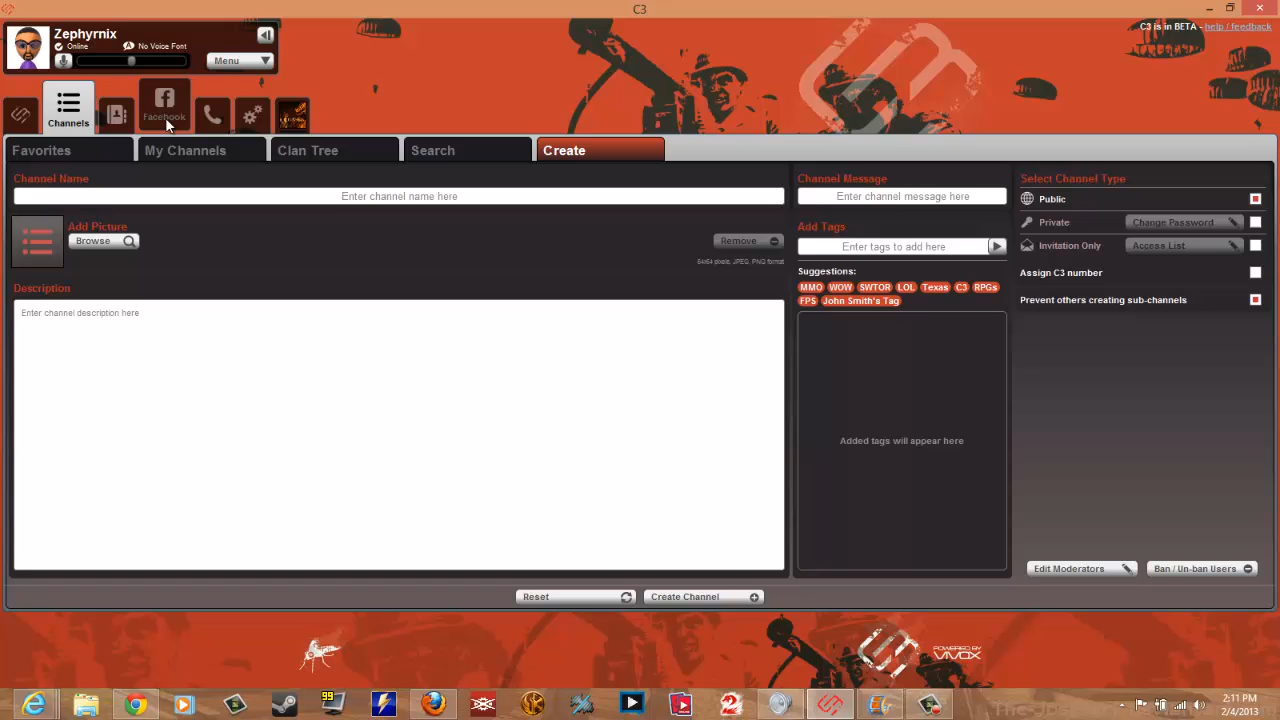 C3
C3 is in BETA - help / feedback
Zephyrnix
Online
No Voice Font
Menu
Channels
Facebook
Favorites
My Channels
Clan Tree
Search
Create
Channel Name
Enter channel name here
Add Picture
Browse
Remove
64x64 pixels, JPEG, PNG format
Description
Enter channel description here
Channel Message
Enter channel message here
Add Tags
Enter tags to add here
Suggestions:
MMO WOW SWTOR LOL Texas C3 RPGs
FPS John Smith's Tag
Added tags will appear here
Select Channel Type
Public
Private
Change Password
Invitation Only
Access List
Assign C3 number
Prevent others creating sub-channels
Edit Moderators
Ban / Un-ban Users
Reset
Create Channel
POWERED BY
VIVOX
99
2:11 PM
2/4/2013